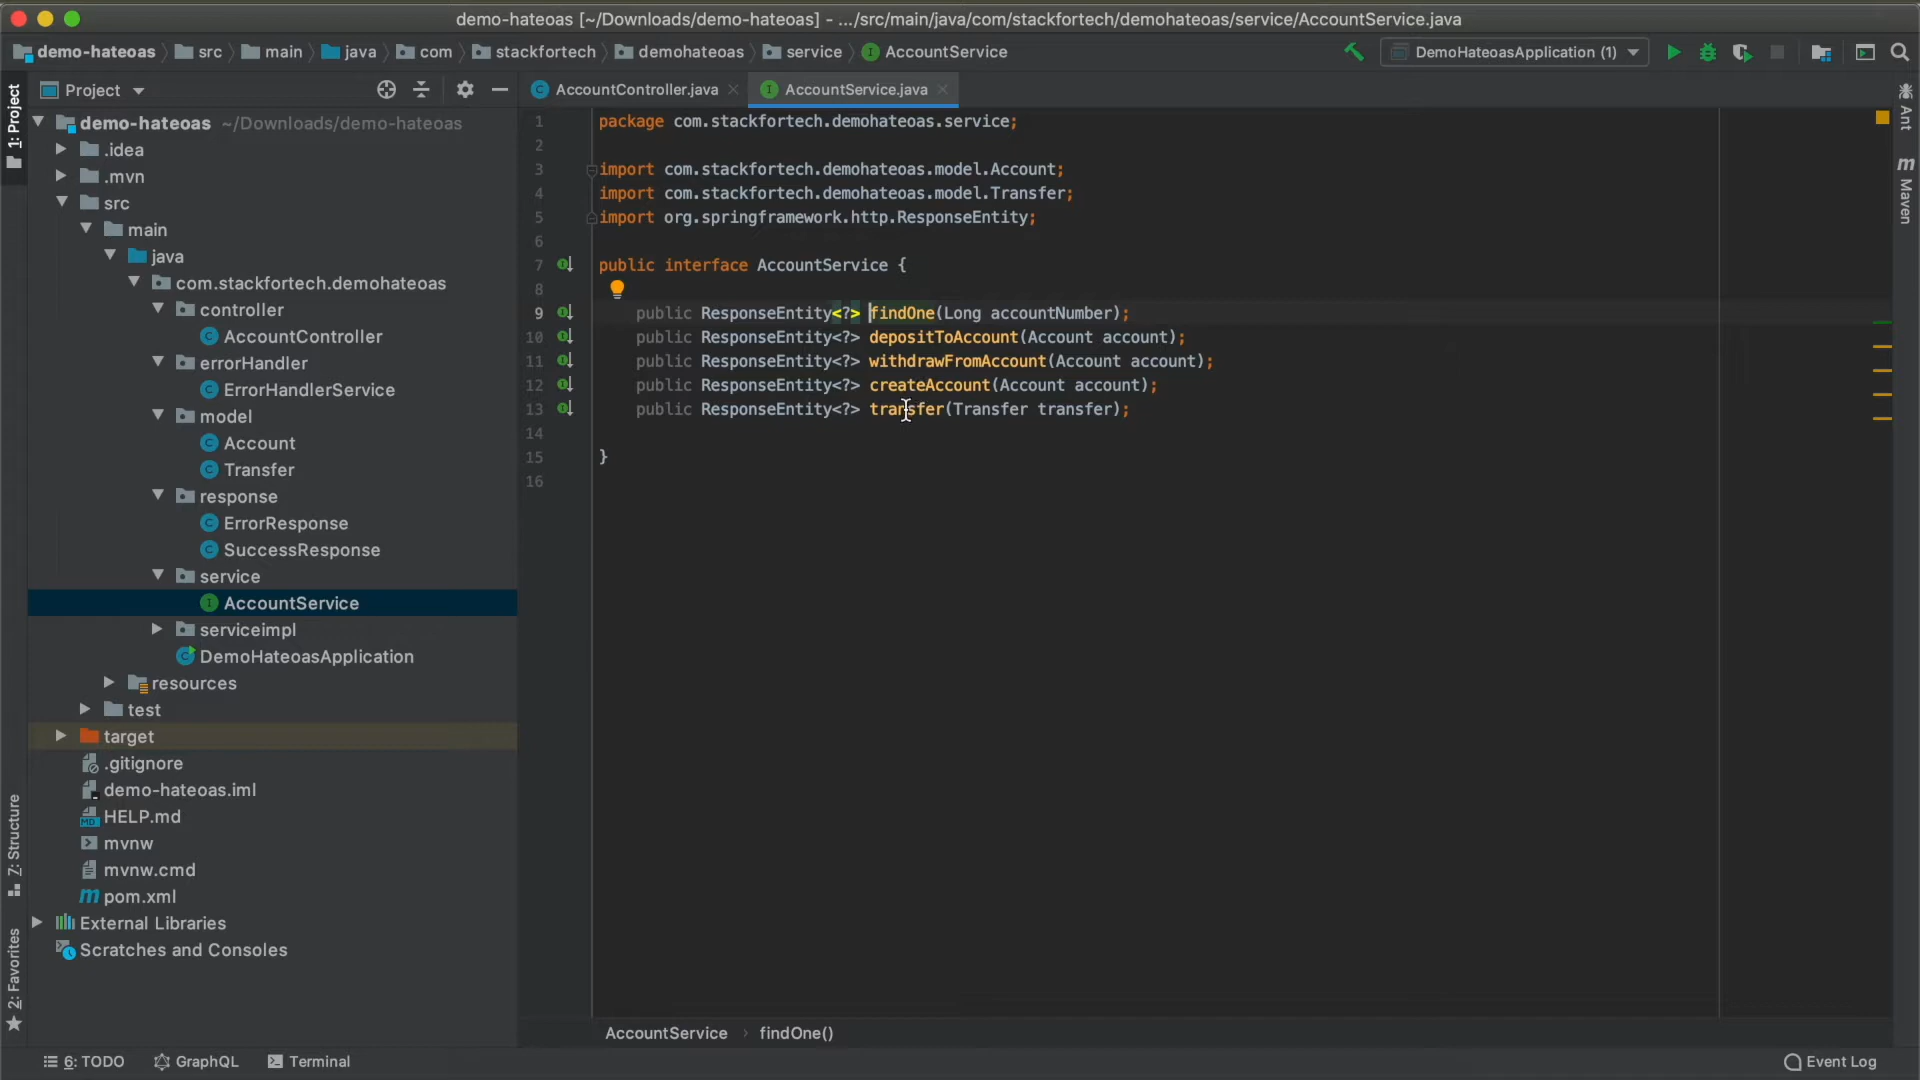 demo-hateoas [~/Downloads/demo-hateoas] - .../src/main/java/com/stackfortech/demohateoas/service/AccountService.java
demo-hateoas src main java com stackfortech demohateoas service AccountService DemoHateoasApplication (1)
Project
AccountController.java
AccountService.java
1: Project
7: Structure
2: Favorites
demo-hateoas ~/Downloads/demo-hateoas
.idea
.mvn
src
main
java
com.stackfortech.demohateoas
controller
AccountController
errorHandler
ErrorHandlerService
model
Account
Transfer
response
ErrorResponse
SuccessResponse
service
AccountService
serviceimpl
DemoHateoasApplication
resources
test
target
.gitignore
demo-hateoas.iml
HELP.md
mvnw
mvnw.cmd
pom.xml
External Libraries
Scratches and Consoles
1 package com.stackfortech.demohateoas.service;
2
3 import com.stackfortech.demohateoas.model.Account;
4 import com.stackfortech.demohateoas.model.Transfer;
5 import org.springframework.http.ResponseEntity;
6
7 public interface AccountService {
8
9 public ResponseEntity<?> findOne(Long accountNumber);
10 public ResponseEntity<?> depositToAccount(Account account);
11 public ResponseEntity<?> withdrawFromAccount(Account account);
12 public ResponseEntity<?> createAccount(Account account);
13 public ResponseEntity<?> transfer(Transfer transfer);
14
15 }
16
Ant
Maven
AccountService findOne()
6: TODO GraphQL Terminal Event Log